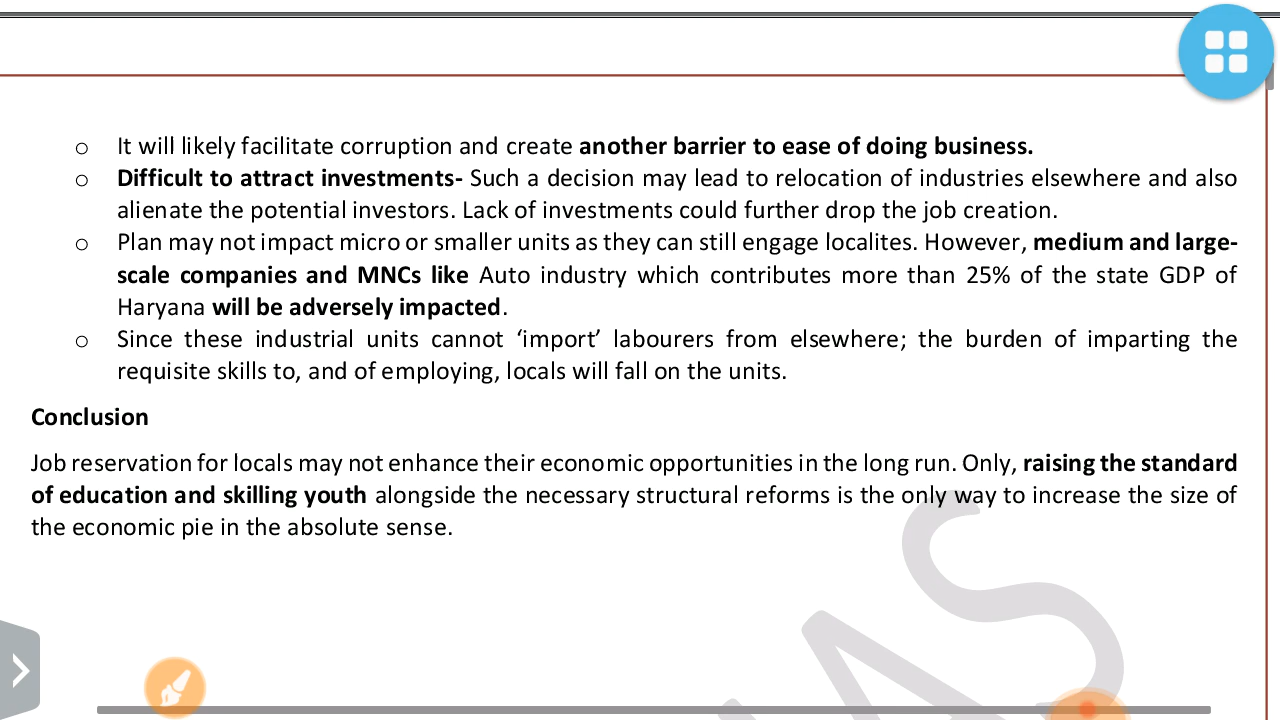 ○ It will likely facilitate corruption and create another barrier to ease of doing business.
○ Difficult to attract investments- Such a decision may lead to relocation of industries elsewhere and also
alienate the potential investors. Lack of investments could further drop the job creation.
○ Plan may not impact micro or smaller units as they can still engage localites. However, medium and large-
scale companies and MNCs like Auto industry which contributes more than 25% of the state GDP of
Haryana will be adversely impacted.
○ Since these industrial units cannot ‘import’ labourers from elsewhere; the burden of imparting the
requisite skills to, and of employing, locals will fall on the units.
Conclusion
Job reservation for locals may not enhance their economic opportunities in the long run. Only, raising the standard
of education and skilling youth alongside the necessary structural reforms is the only way to increase the size of
the economic pie in the absolute sense.